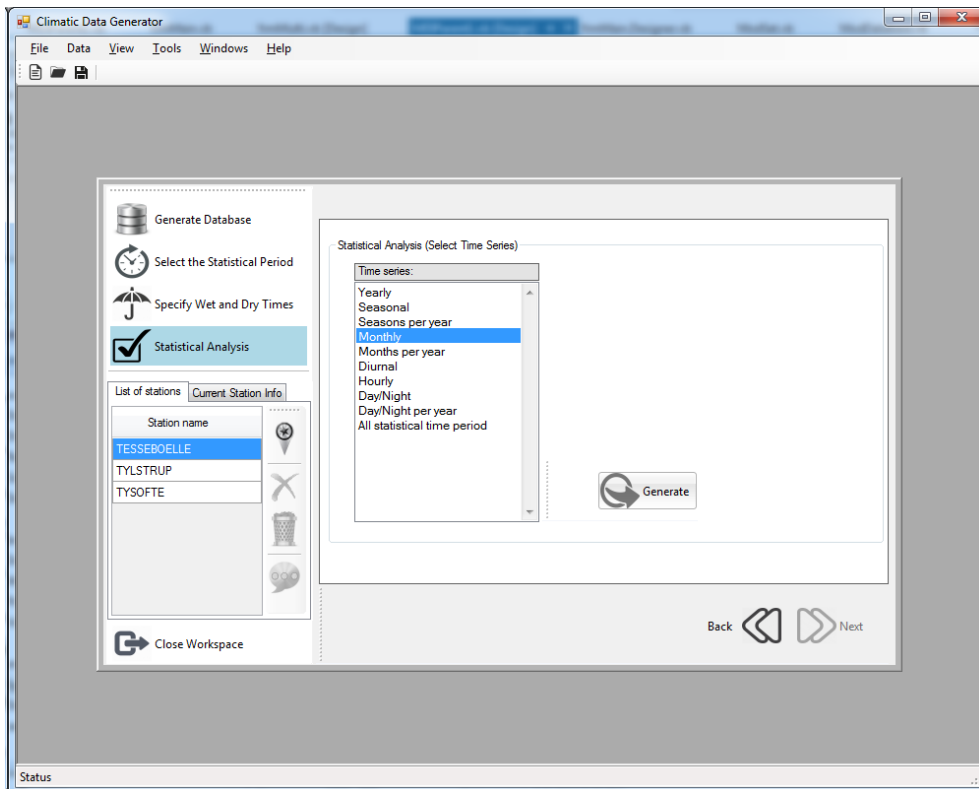 Climatic Data Generator
File Data View Tools Windows Help
Generate Database
Select the Statistical Period
Specify Wet and Dry Times
Statistical Analysis
List of stations Current Station Info
Station name
TESSEBOELLE
TYLSTRUP
TYSOFTE
Close Workspace
Statistical Analysis (Select Time Series)
Time series:
Yearly
Seasonal
Seasons per year
Monthly
Months per year
Diurnal
Hourly
Day/Night
Day/Night per year
All statistical time period
Generate
Back Next
Status